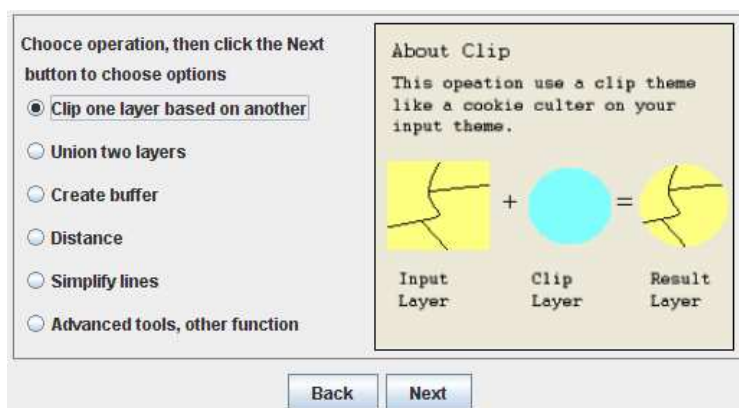 Chooce operation, then click the Next
button to choose options
Clip one layer based on another
Union two layers
Create buffer
Distance
Simplify lines
Advanced tools, other function
About Clip
This opeation use a clip theme
like a cookie culter on your
input theme.
+
=
Input
Layer
Clip
Layer
Result
Layer
Back
Next